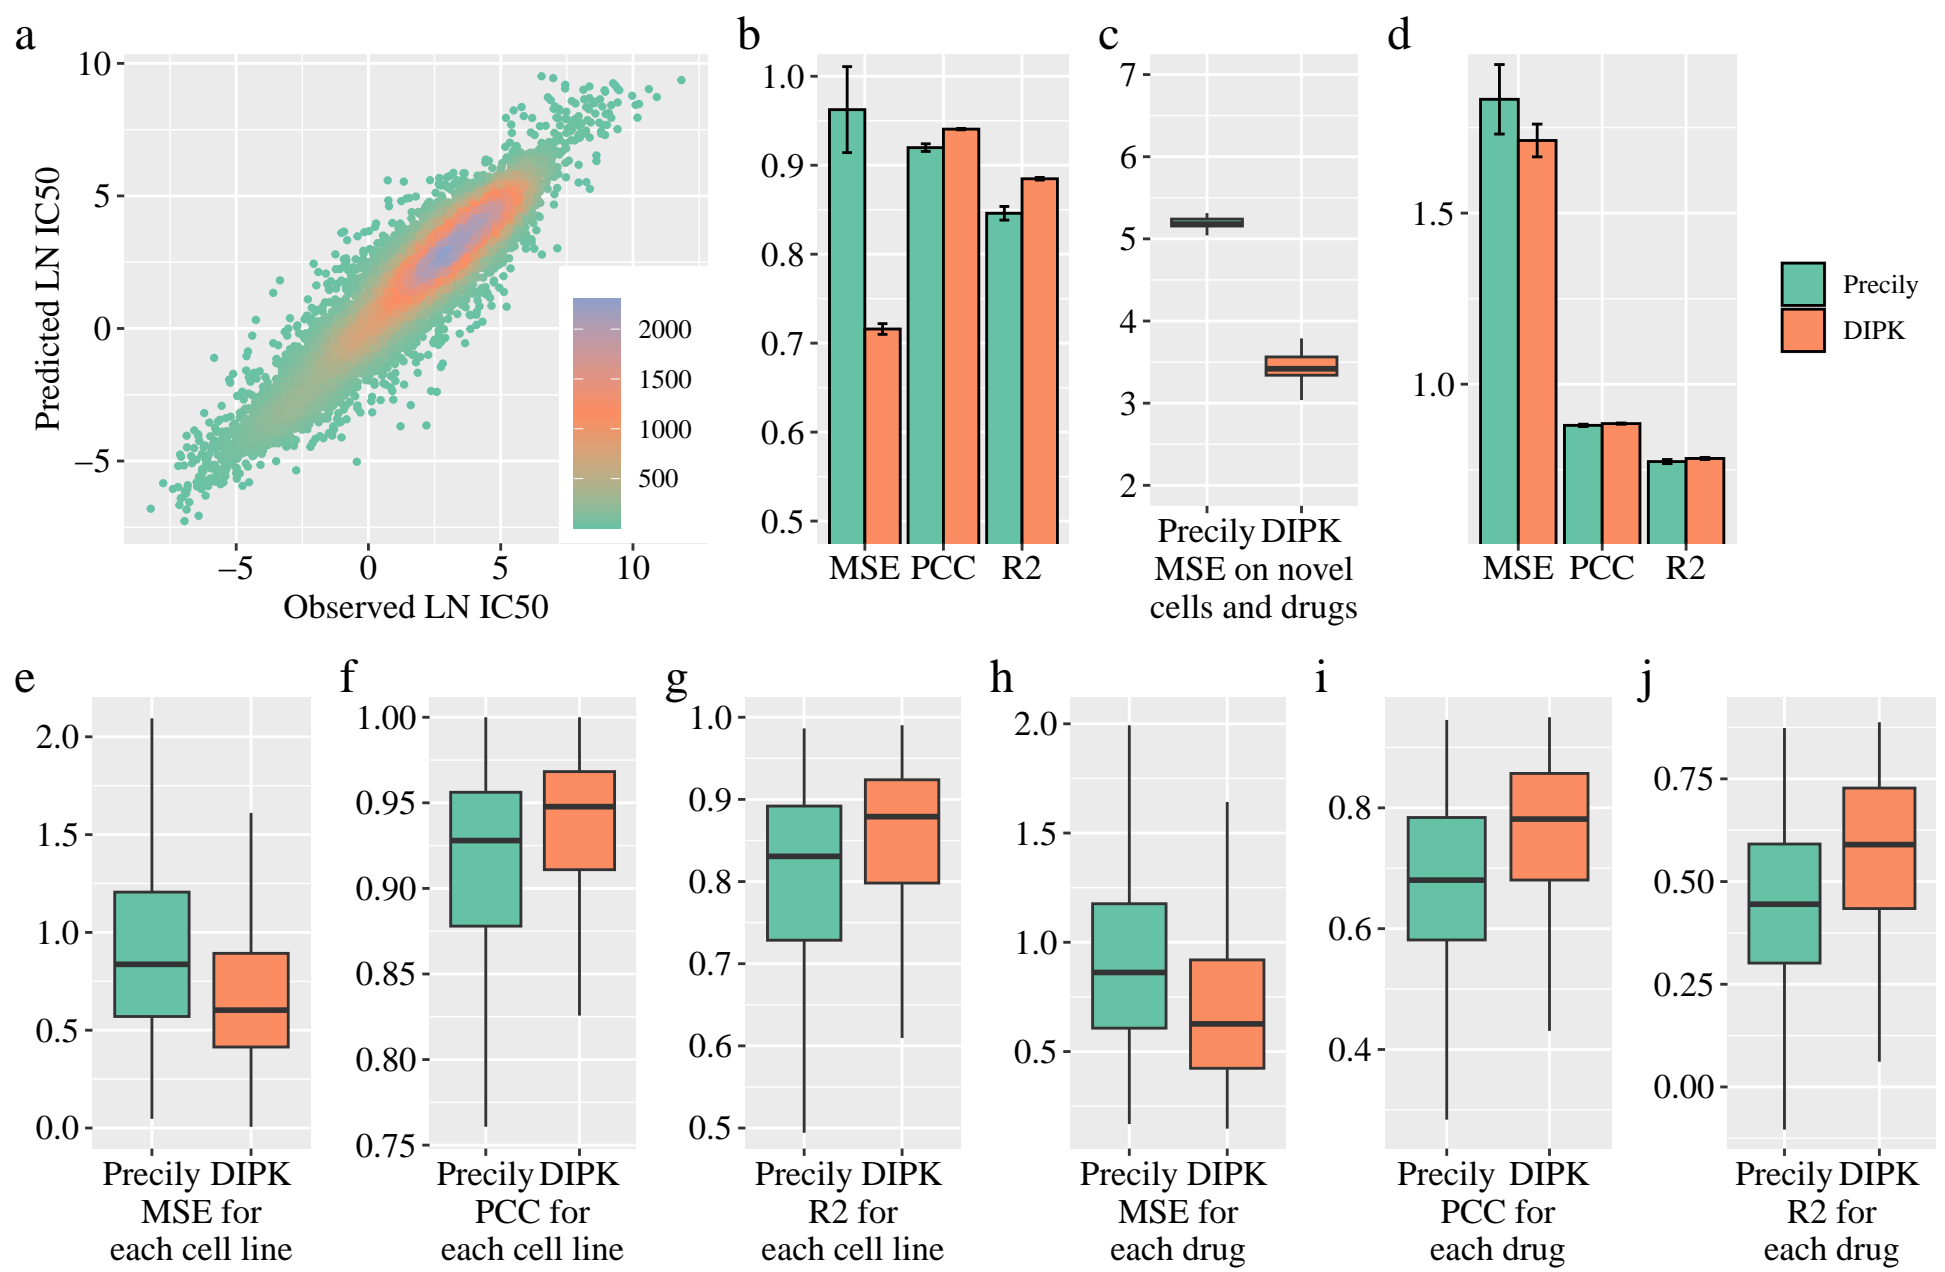 a
10
5
0
−5
Predicted LN IC50
−5 0 5 10
Observed LN IC50
2000
1500
1000
500
b
1.0
0.9
0.8
0.7
0.6
0.5
MSE PCC R2
c
7
6
5
4
3
2
Precily DIPK
MSE on novel
cells and drugs
d
1.5
1.0
MSE PCC R2
Precily
DIPK
e
2.0
1.5
1.0
0.5
0.0
Precily DIPK
MSE for
each cell line
f
1.00
0.95
0.90
0.85
0.80
0.75
Precily DIPK
PCC for
each cell line
g
1.0
0.9
0.8
0.7
0.6
0.5
Precily DIPK
R2 for
each cell line
h
2.0
1.5
1.0
0.5
Precily DIPK
MSE for
each drug
i
0.8
0.6
0.4
Precily DIPK
PCC for
each drug
j
0.75
0.50
0.25
0.00
Precily DIPK
R2 for
each drug